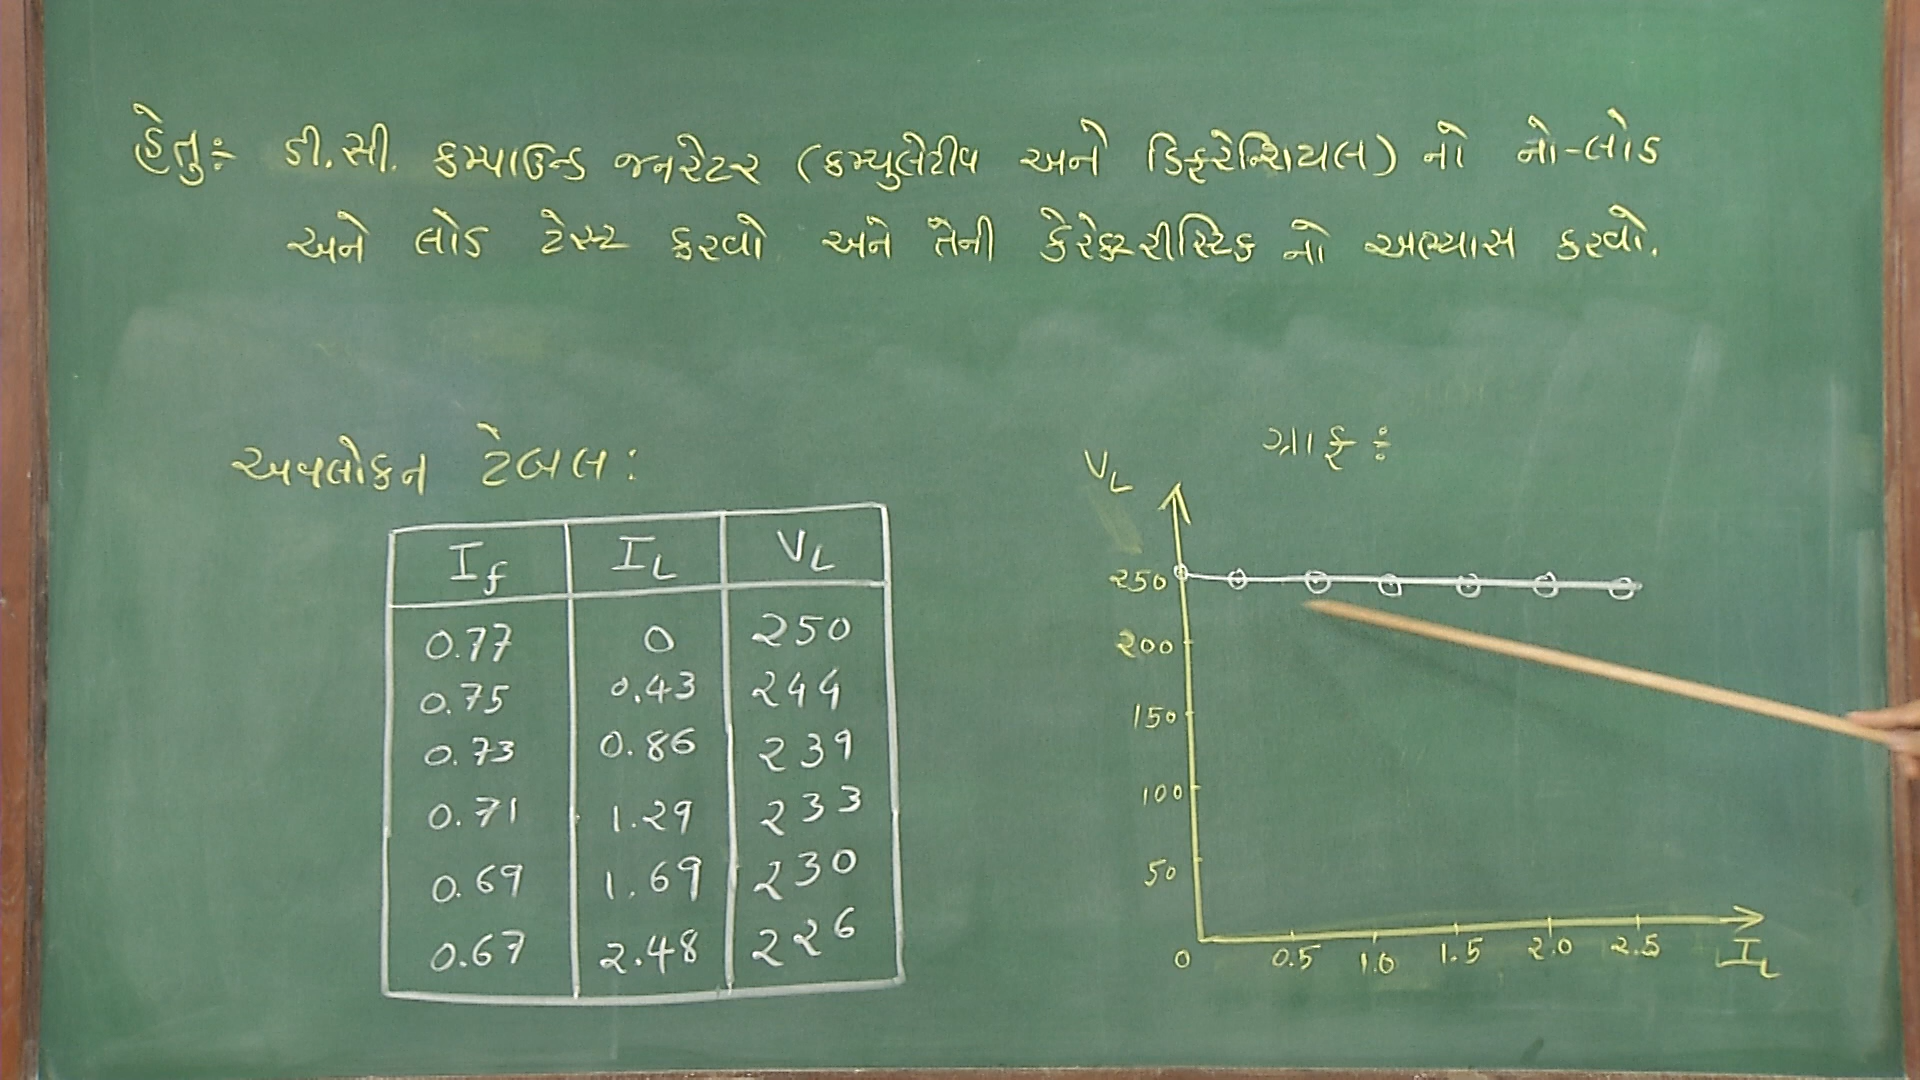 હેતુ:- ડી.સી. કમ્પાઉન્ડ જનરેટર (કમ્યુલેટીવ અને ડિફરેન્શિયલ) નો નો-લોડ
અને લોડ ટેસ્ટ કરવો અને તેની કેરેક્ટરીસ્ટિક નો અભ્યાસ કરવો.
અવલોકન ટેબલ:
If IL VL
0.77 0 250
0.75 0.43 244
0.73 0.86 239
0.71 1.29 233
0.69 1.69 230
0.67 2.48 226
ગ્રાફ:-
VL
250
200
150
100
50
0 0.5 1.0 1.5 2.0 2.5 IL